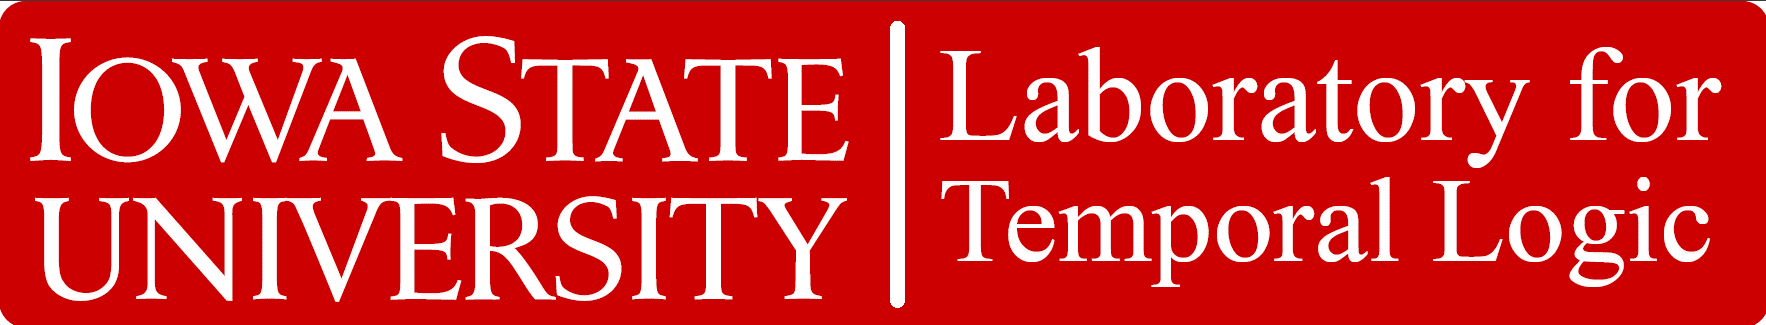 IOWA STATE
UNIVERSITY
Laboratory for
Temporal Logic